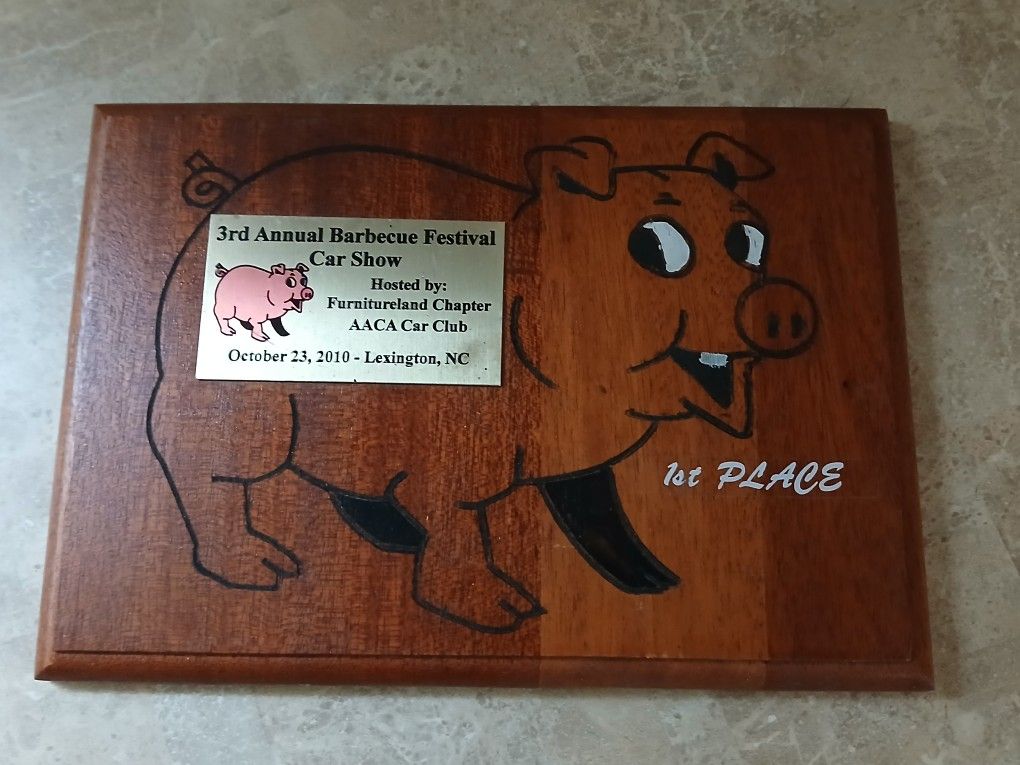 3rd Annual Barbecue Festival
Car Show
Hosted by:
Furnitureland Chapter
AACA Car Club
October 23, 2010 - Lexington, NC
1st PLACE